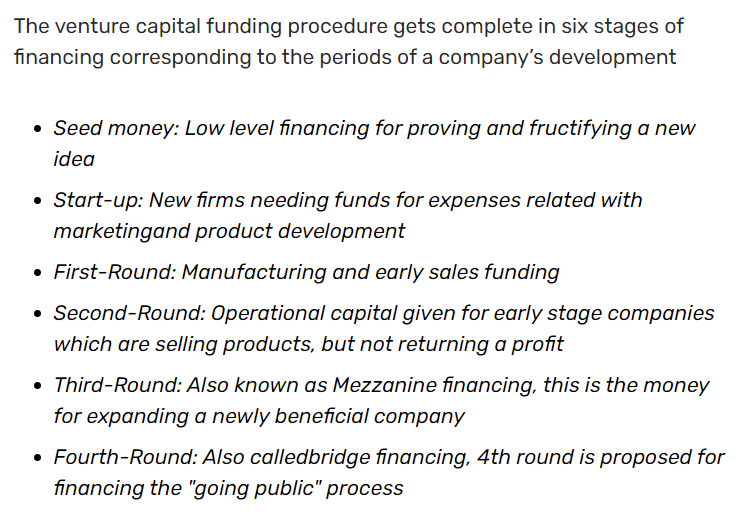 The venture capital funding procedure gets complete in six stages of
financing corresponding to the periods of a company's development
• Seed money: Low level financing for proving and fructifying a new
idea
• Start-up: New firms needing funds for expenses related with
marketingand product development
• First-Round: Manufacturing and early sales funding
• Second-Round: Operational capital given for early stage companies
which are selling products, but not returning a profit
• Third-Round: Also known as Mezzanine financing, this is the money
for expanding a newly beneficial company
• Fourth-Round: Also calledbridge financing, 4th round is proposed for
financing the "going public" process